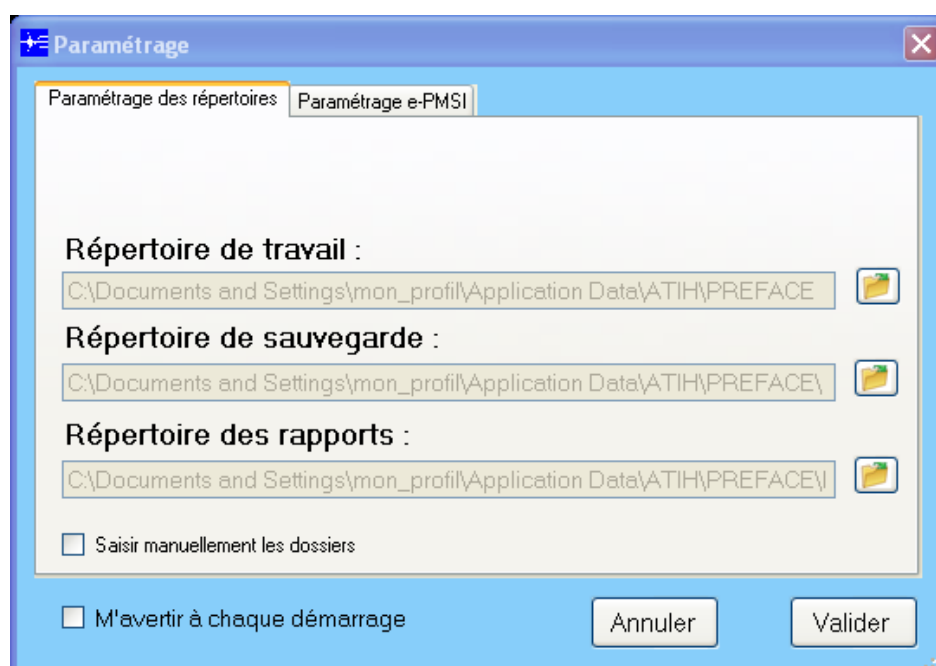 Paramétrage
Paramétrage des répertoires
Paramétrage e-PMSI
Répertoire de travail :
C:\Documents and Settings\mon_profil\Application Data\ATIH\PREFACE
Répertoire de sauvegarde :
C:\Documents and Settings\mon_profil\Application Data\ATIH\PREFACE\
Répertoire des rapports :
C:\Documents and Settings\mon_profil\Application Data\ATIH\PREFACE\
Saisir manuellement les dossiers
M'avertir à chaque démarrage
Annuler
Valider